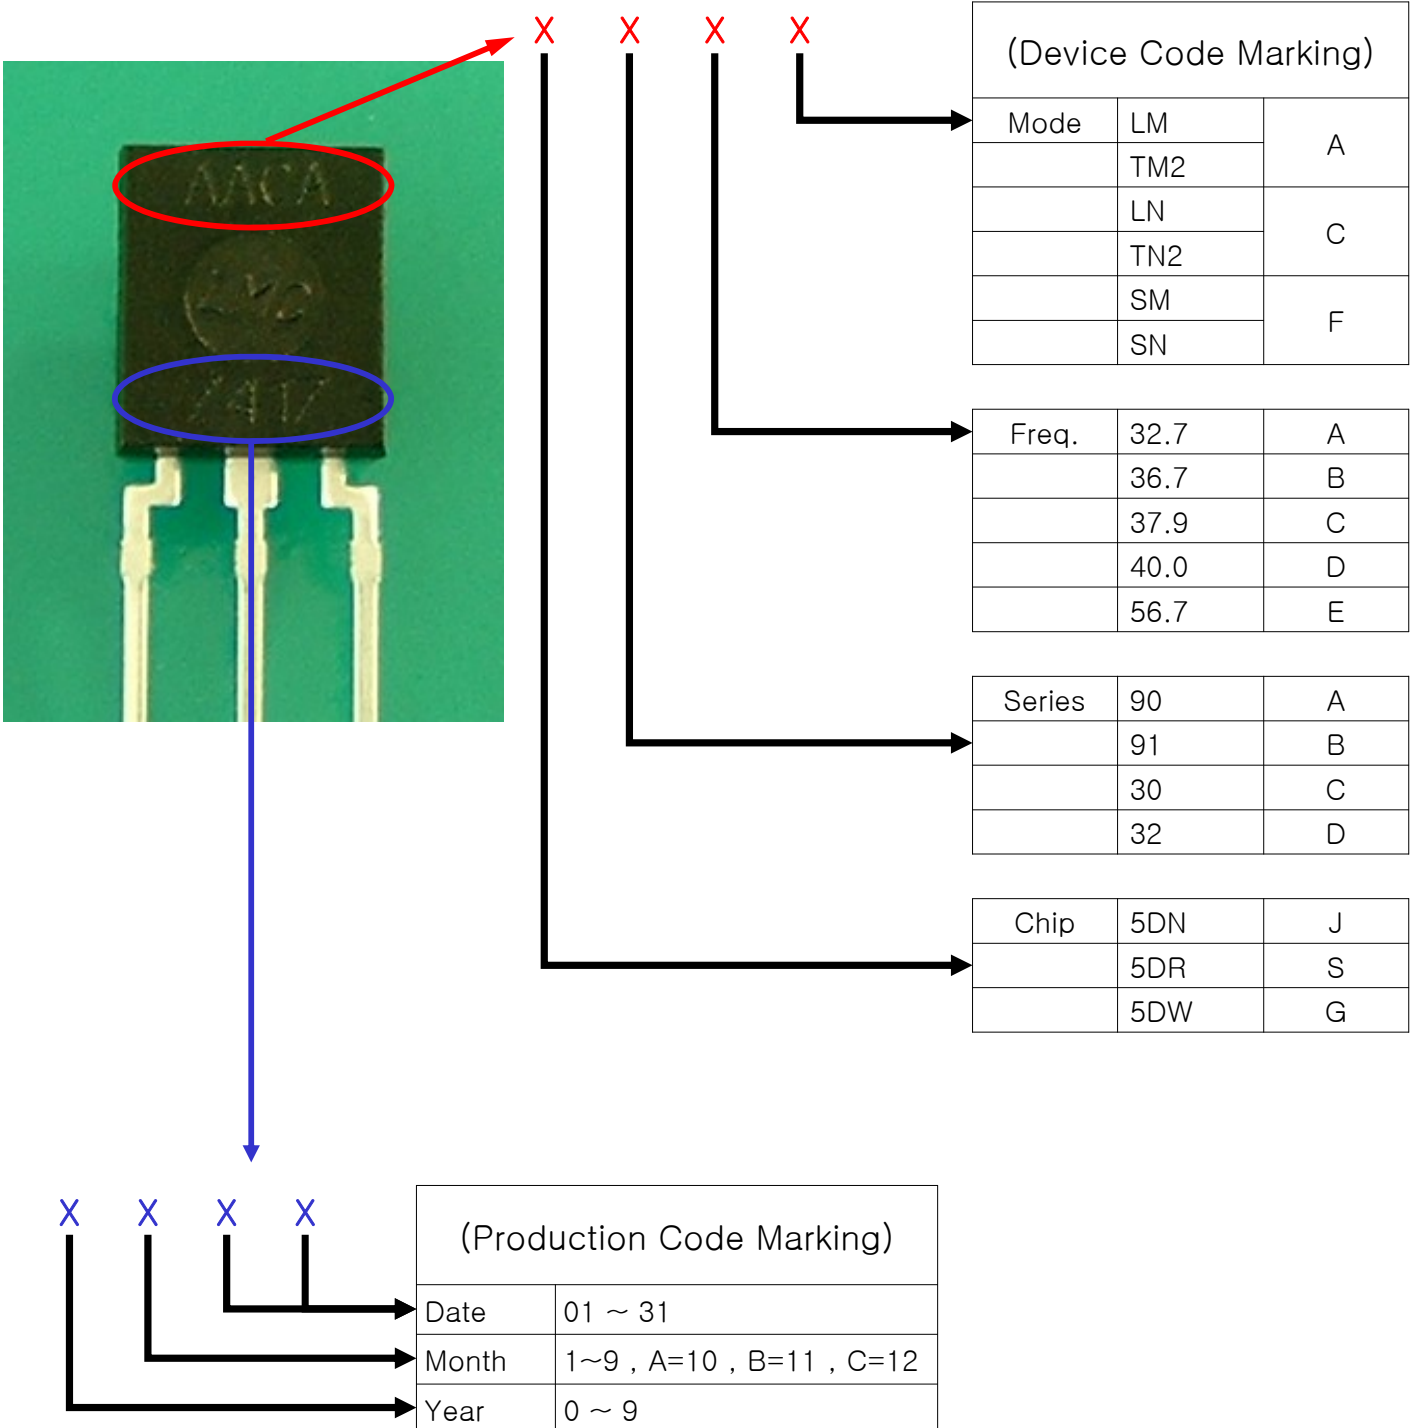 X X X X
(Device Code Marking)
AACA
7417
Mode LM A
TM2
LN C
TN2
SM F
SN
Freq. 32.7 A
36.7 B
37.9 C
40.0 D
56.7 E
Series 90 A
91 B
30 C
32 D
Chip 5DN J
5DR S
5DW G
X X X X
(Production Code Marking)
Date 01 ~ 31
Month 1~9 , A=10 , B=11 , C=12
Year 0 ~ 9